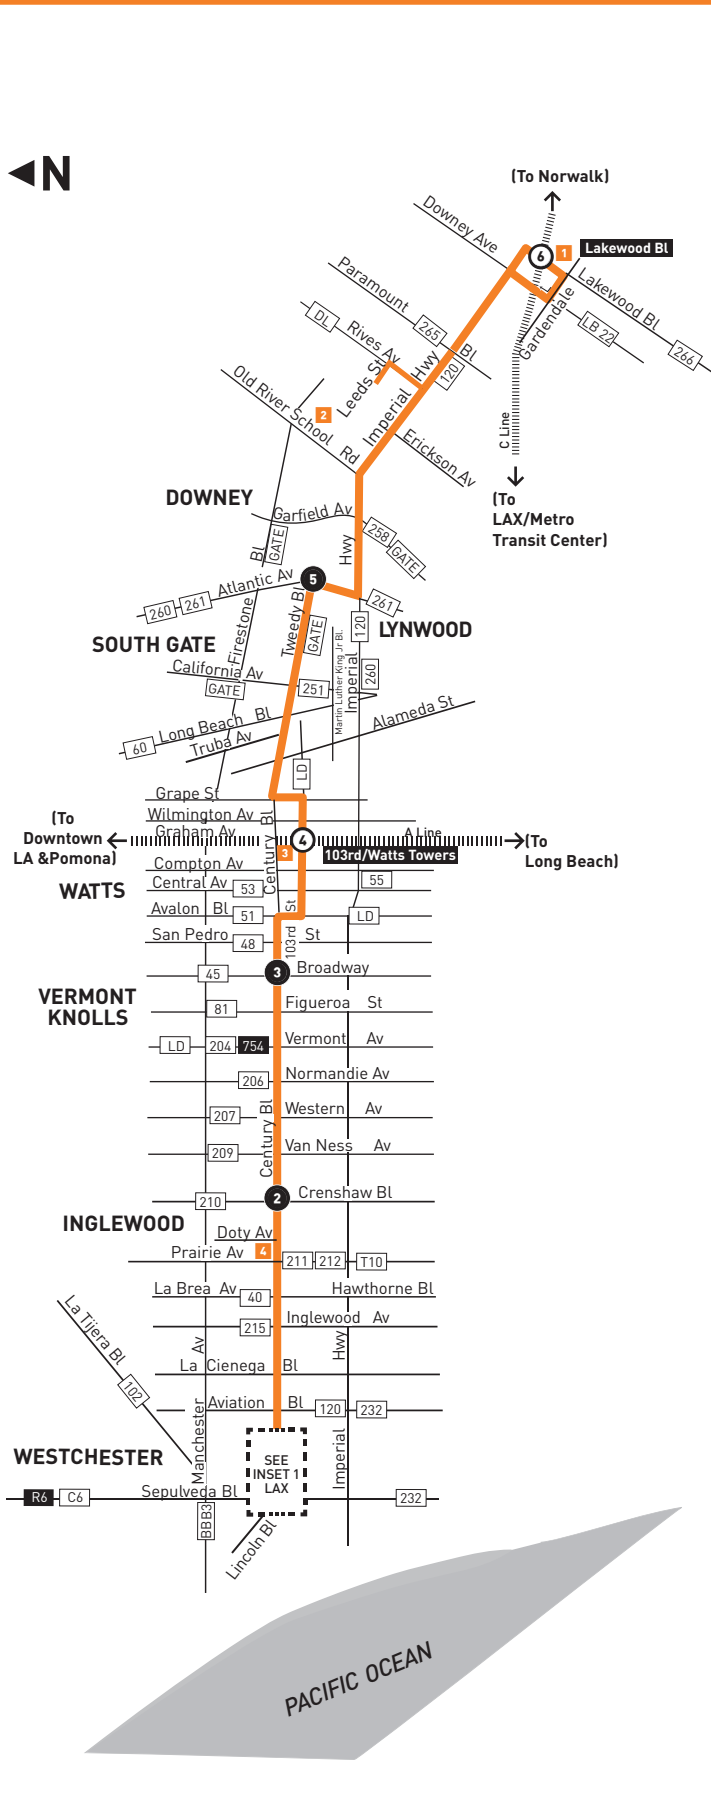 N
(To Norwalk)
Downey Ave
6
1
Lakewood Bl
Paramount Bl
Lakewood Bl
DL
Rives Av
265
LB 22
Gardendale
266
Leeds St
Hwy
120
Old River School Rd
2
Imperial
C Line
Erickson Av
DOWNEY
(To
LAX/Metro
Transit Center)
Garfield Av
258
GATE
GATE
Bl
Hwy
5
Atlantic Av
260
261
261
Tweedy Bl
GATE
120
LYNWOOD
SOUTH GATE
Firestone
Martin Luther King Jr Bl.
Imperial
California Av
GATE
251
260
Long Beach Bl
60
Truba Av
Alameda St
LD
Grape St
(To
Downtown
LA &Pomona)
Wilmington Av
Graham Av
Century Bl
4
A Line
(To
Long Beach)
3
103rd/Watts Towers
Compton Av
WATTS
Central Av
53
55
Avalon Bl
51
St
LD
San Pedro St
48
103rd
45
3
Broadway
VERMONT
KNOLLS
81
Figueroa St
LD
204
754
Vermont Av
206
Normandie Av
207
Western Av
Century Bl
209
Van Ness Av
210
2
Crenshaw Bl
INGLEWOOD
Doty Av
Prairie Av
4
211
212
T10
La Brea Av
40
Hawthorne Bl
La Tijera Bl
215
Inglewood Av
Av
Hwy
La Cienega Bl
102
Aviation Bl
120
232
Manchester
Imperial
WESTCHESTER
SEE
INSET 1
LAX
R6
C6
Sepulveda Bl
232
BBB3
Lincoln Bl
PACIFIC OCEAN